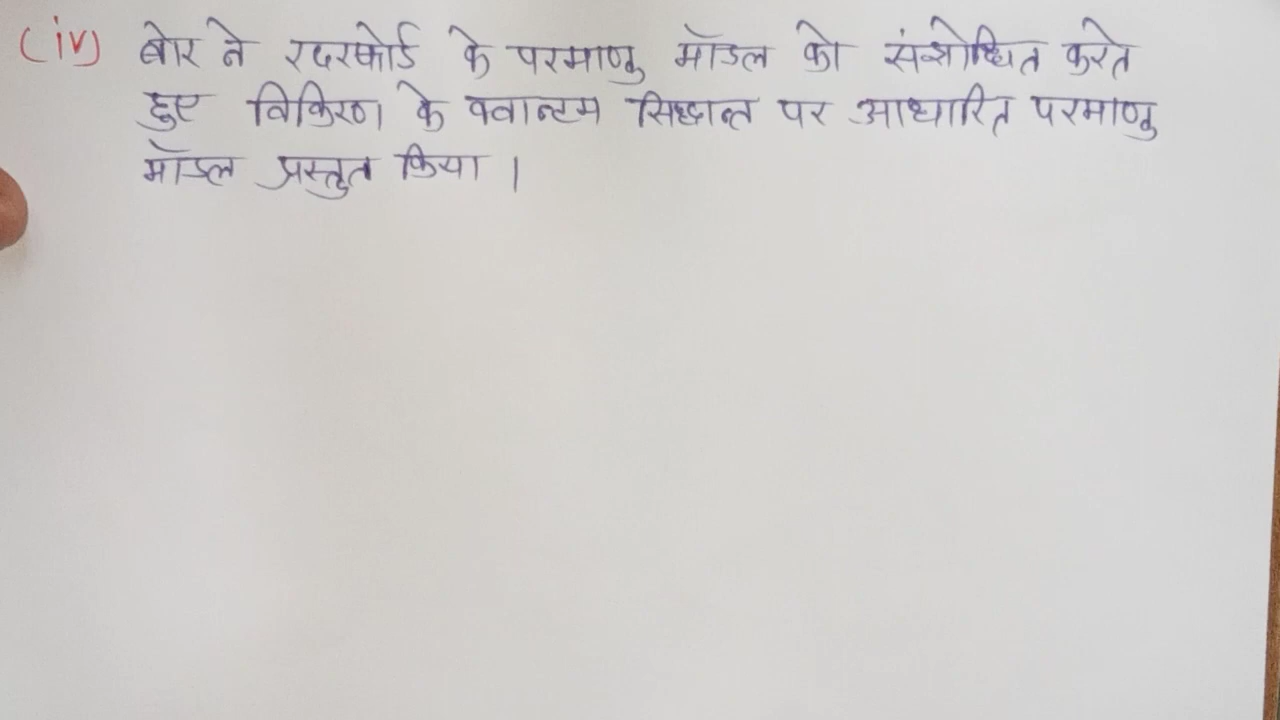 (iv) बोर ने रदरफोर्ड के परमाणु मॉडल को संशोधित करते
हुए विकिरण के क्वान्टम सिद्धान्त पर आधारित परमाणु
मॉडल प्रस्तुत किया ।